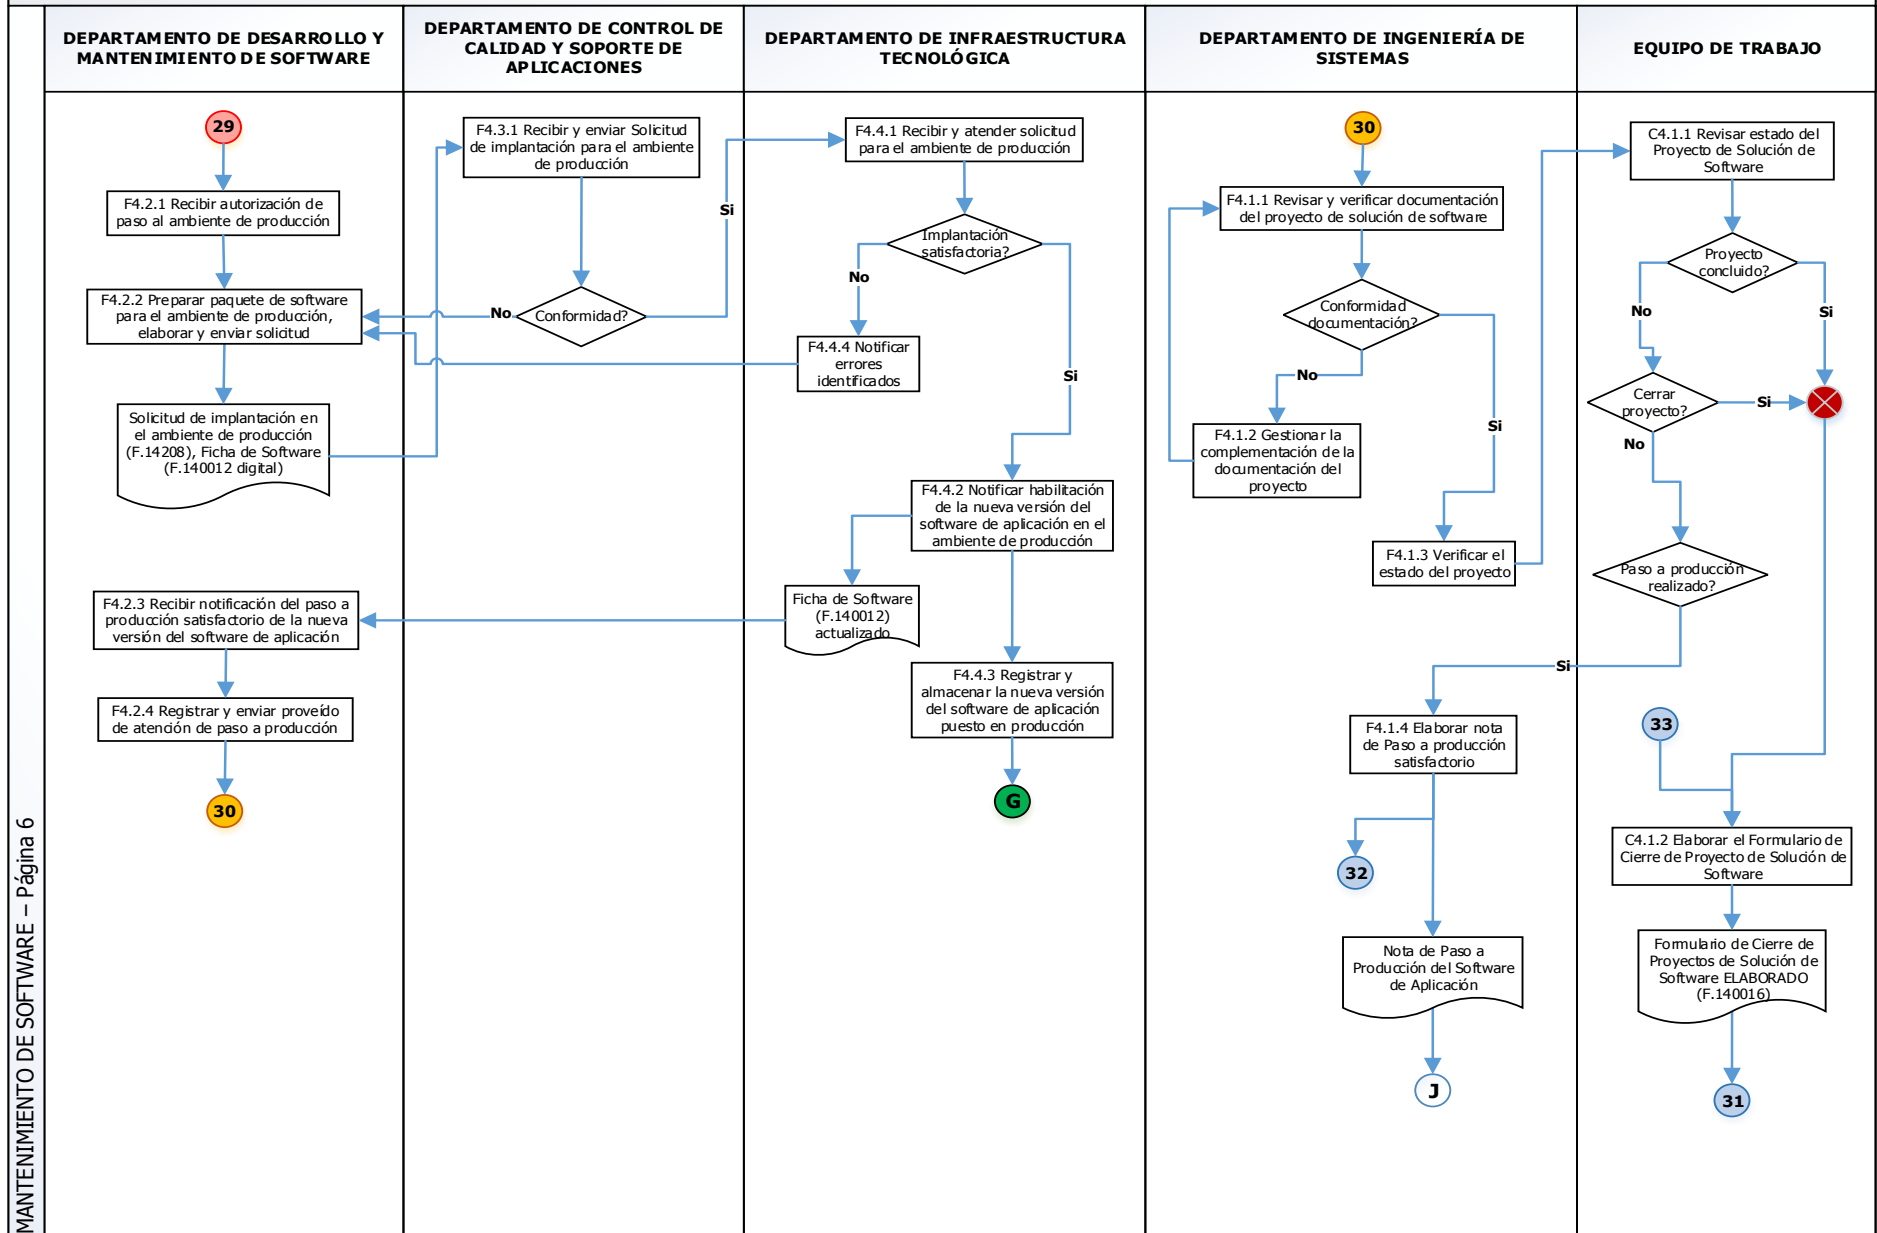 DEPARTAMENTO DE DESARROLLO Y
MANTENIMIENTO DE SOFTWARE
DEPARTAMENTO DE CONTROL DE
CALIDAD Y SOPORTE DE
APLICACIONES
DEPARTAMENTO DE INFRAESTRUCTURA
TECNOLÓGICA
DEPARTAMENTO DE INGENIERÍA DE
SISTEMAS
EQUIPO DE TRABAJO
MANTENIMIENTO DE SOFTWARE – Página 6
29
F4.2.1 Recibir autorización de
paso al ambiente de producción
F4.2.2 Preparar paquete de software
para el ambiente de producción,
elaborar y enviar solicitud
Solicitud de implantación en
el ambiente de producción
(F.14208), Ficha de Software
(F.140012 digital)
F4.2.3 Recibir notificación del paso a
producción satisfactorio de la nueva
versión del software de aplicación
F4.2.4 Registrar y enviar proveído
de atención de paso a producción
30
F4.3.1 Recibir y enviar Solicitud
de implantación para el ambiente
de producción
Conformidad?
No
Si
F4.4.1 Recibir y atender solicitud
para el ambiente de producción
Implantación
satisfactoria?
No
Si
F4.4.4 Notificar
errores
identificados
F4.4.2 Notificar habilitación
de la nueva versión del
software de aplicación en el
ambiente de producción
Ficha de Software
(F.140012)
actualizado
F4.4.3 Registrar y
almacenar la nueva versión
del software de aplicación
puesto en producción
G
30
F4.1.1 Revisar y verificar documentación
del proyecto de solución de software
Conformidad
documentación?
No
Si
F4.1.2 Gestionar la
complementación de la
documentación del
proyecto
F4.1.3 Verificar el
estado del proyecto
Si
F4.1.4 Elaborar nota
de Paso a producción
satisfactorio
32
Nota de Paso a
Producción del Software
de Aplicación
J
C4.1.1 Revisar estado del
Proyecto de Solución de
Software
Proyecto
concluido?
No
Si
Cerrar
proyecto?
Si
No
Paso a producción
realizado?
33
C4.1.2 Elaborar el Formulario de
Cierre de Proyecto de Solución de
Software
Formulario de Cierre de
Proyectos de Solución de
Software ELABORADO
(F.140016)
31